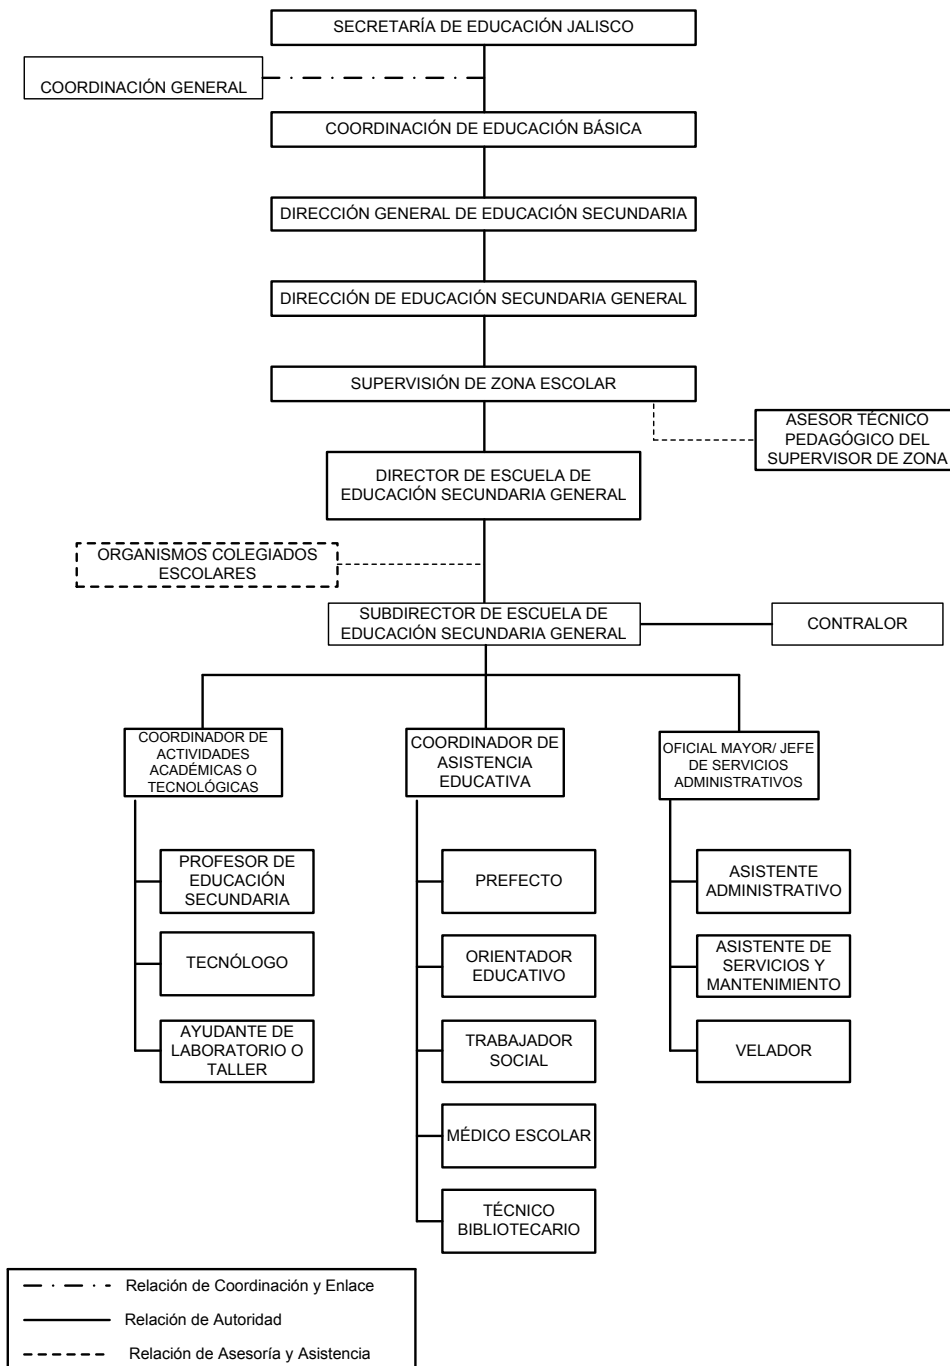 SECRETARÍA DE EDUCACIÓN JALISCO
COORDINACIÓN GENERAL
COORDINACIÓN DE EDUCACIÓN BÁSICA
DIRECCIÓN GENERAL DE EDUCACIÓN SECUNDARIA
DIRECCIÓN DE EDUCACIÓN SECUNDARIA GENERAL
SUPERVISIÓN DE ZONA ESCOLAR
ASESOR TÉCNICO
PEDAGÓGICO DEL
SUPERVISOR DE ZONA
DIRECTOR DE ESCUELA DE
EDUCACIÓN SECUNDARIA GENERAL
ORGANISMOS COLEGIADOS
ESCOLARES
SUBDIRECTOR DE ESCUELA DE
EDUCACIÓN SECUNDARIA GENERAL
CONTRALOR
COORDINADOR DE
ACTIVIDADES
ACADÉMICAS O
TECNOLÓGICAS
PROFESOR DE
EDUCACIÓN
SECUNDARIA
TECNÓLOGO
AYUDANTE DE
LABORATORIO O
TALLER
COORDINADOR DE
ASISTENCIA
EDUCATIVA
PREFECTO
ORIENTADOR
EDUCATIVO
TRABAJADOR
SOCIAL
MÉDICO ESCOLAR
TÉCNICO
BIBLIOTECARIO
OFICIAL MAYOR/ JEFE
DE SERVICIOS
ADMINISTRATIVOS
ASISTENTE
ADMINISTRATIVO
ASISTENTE DE
SERVICIOS Y
MANTENIMIENTO
VELADOR
Relación de Coordinación y Enlace
Relación de Autoridad
Relación de Asesoría y Asistencia